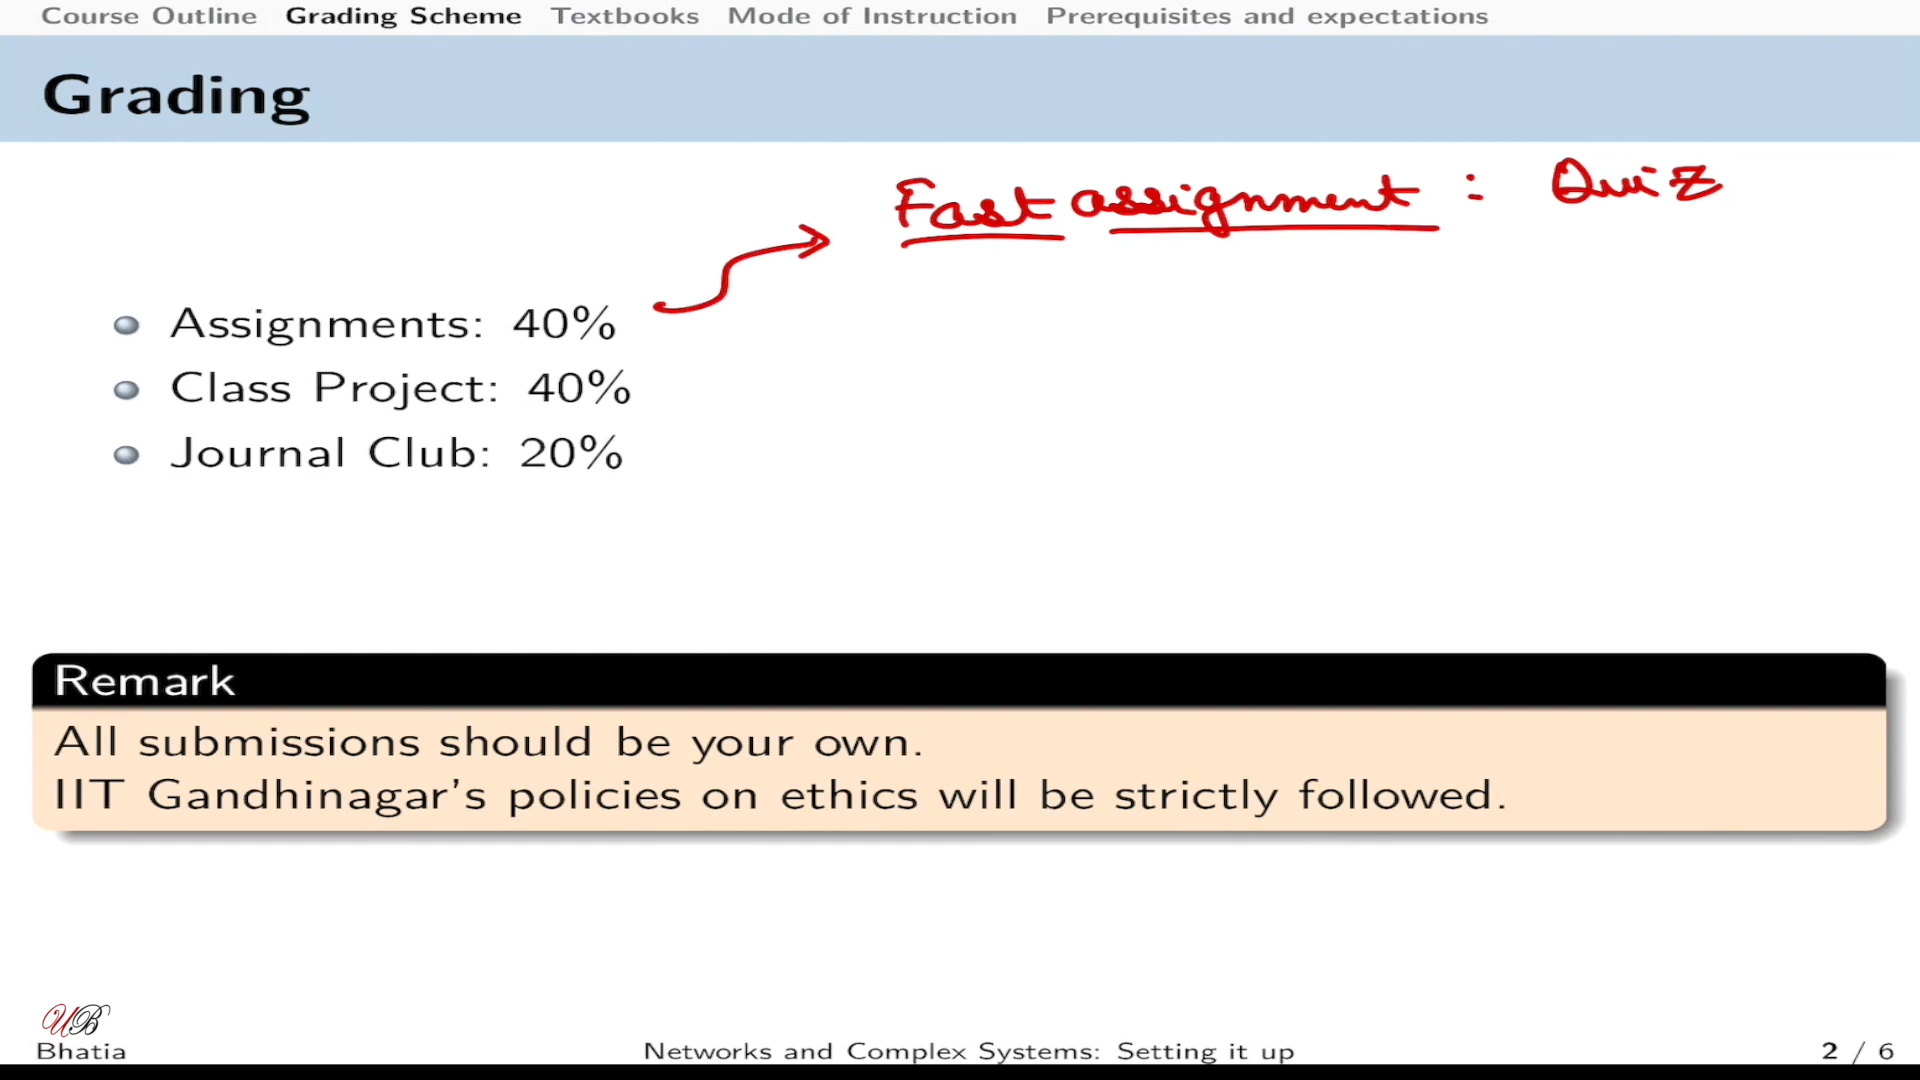 Course Outline Grading Scheme Textbooks Mode of Instruction Prerequisites and expectations
Grading
Fast assignment : Quiz
Assignments: 40%
Class Project: 40%
Journal Club: 20%
Remark
All submissions should be your own.
IIT Gandhinagar's policies on ethics will be strictly followed.
UB
Bhatia
Networks and Complex Systems: Setting it up
2 / 6